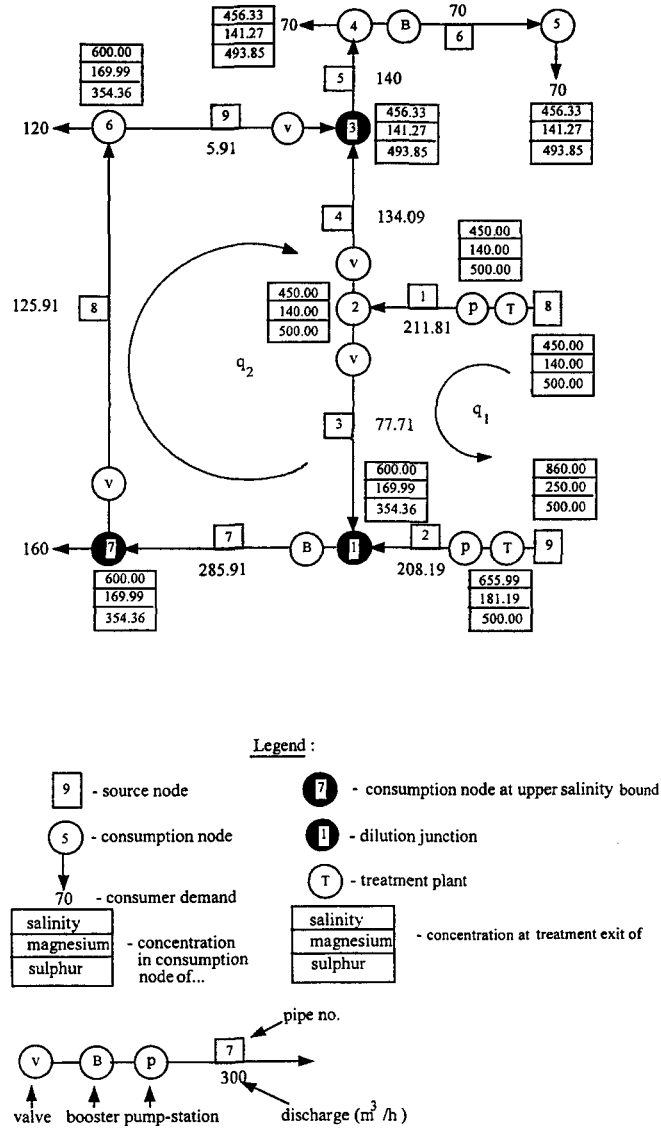 456.33
141.27
493.85
70
4
B
70
6
5
70
456.33
141.27
493.85
5
140
600.00
169.99
354.36
120
6
9
5.91
v
3
456.33
141.27
493.85
4
134.09
v
450.00
140.00
500.00
2
1
211.81
P
T
8
450.00
140.00
500.00
450.00
140.00
500.00
v
125.91
8
q2
q1
3
77.71
600.00
169.99
354.36
860.00
250.00
500.00
v
160
7
7
285.91
B
1
2
208.19
P
T
9
600.00
169.99
354.36
655.99
181.19
500.00
Legend :
9 - source node
7 - consumption node at upper salinity bound
5 - consumption node
1 - dilution junction
70 - consumer demand
T - treatment plant
salinity
magnesium
sulphur
- concentration
in consumption
node of...
salinity
magnesium
sulphur
- concentration at treatment exit of
pipe no.
v
B
P
7
300
valve
booster
pump-station
discharge (m³/h)